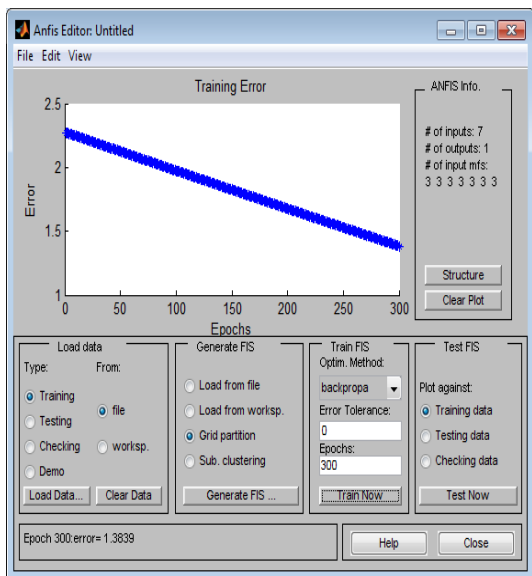 Anfis Editor: Untitled
File Edit View
Training Error
2.5
2
1.5
1
Error
0 50 100 150 200 250 300
Epochs
ANFIS Info.
# of inputs: 7
# of outputs: 1
# of input mfs:
3 3 3 3 3 3 3
Structure
Clear Plot
Load data
Type: From:
Training
file
Testing
Checking
worksp.
Demo
Load Data... Clear Data
Generate FIS
Load from file
Load from worksp.
Grid partition
Sub. clustering
Generate FIS ...
Train FIS
Optim. Method:
backpropa
Error Tolerance:
0
Epochs:
300
Train Now
Test FIS
Plot against:
Training data
Testing data
Checking data
Test Now
Epoch 300:error= 1.3839
Help
Close